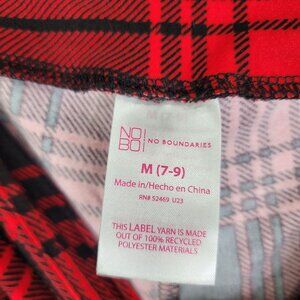 NO
BO
NO BOUNDARIES
M (7-9)
Made in/Hecho en China
RN# 52469 U23
THIS LABEL YARN IS MADE
OUT OF 100% RECYCLED
POLYESTER MATERIALS